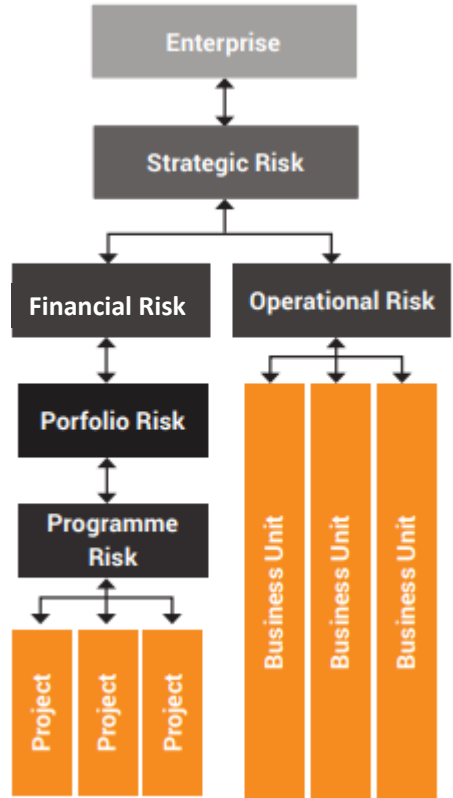 Enterprise
Strategic Risk
Financial Risk
Operational Risk
Porfolio Risk
Programme
Risk
Project
Project
Project
Business Unit
Business Unit
Business Unit